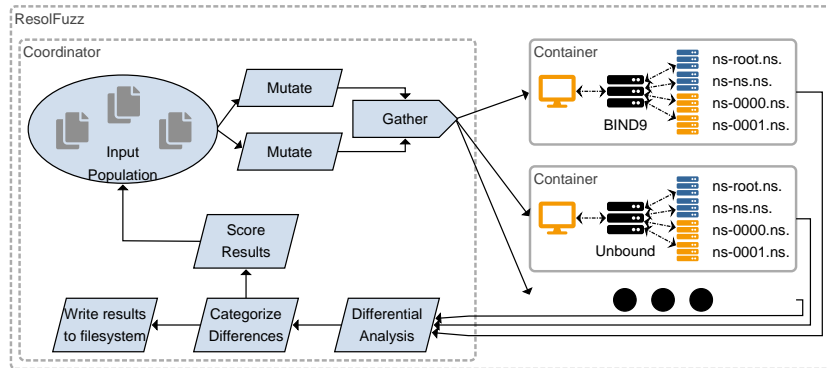 ResolFuzz
Coordinator
Input
Population
Mutate
Mutate
Gather
Container
BIND9
ns-root.ns.
ns-ns.ns.
ns-0000.ns.
ns-0001.ns.
Container
Unbound
ns-root.ns.
ns-ns.ns.
ns-0000.ns.
ns-0001.ns.
Score
Results
Write results
to filesystem
Categorize
Differences
Differential
Analysis